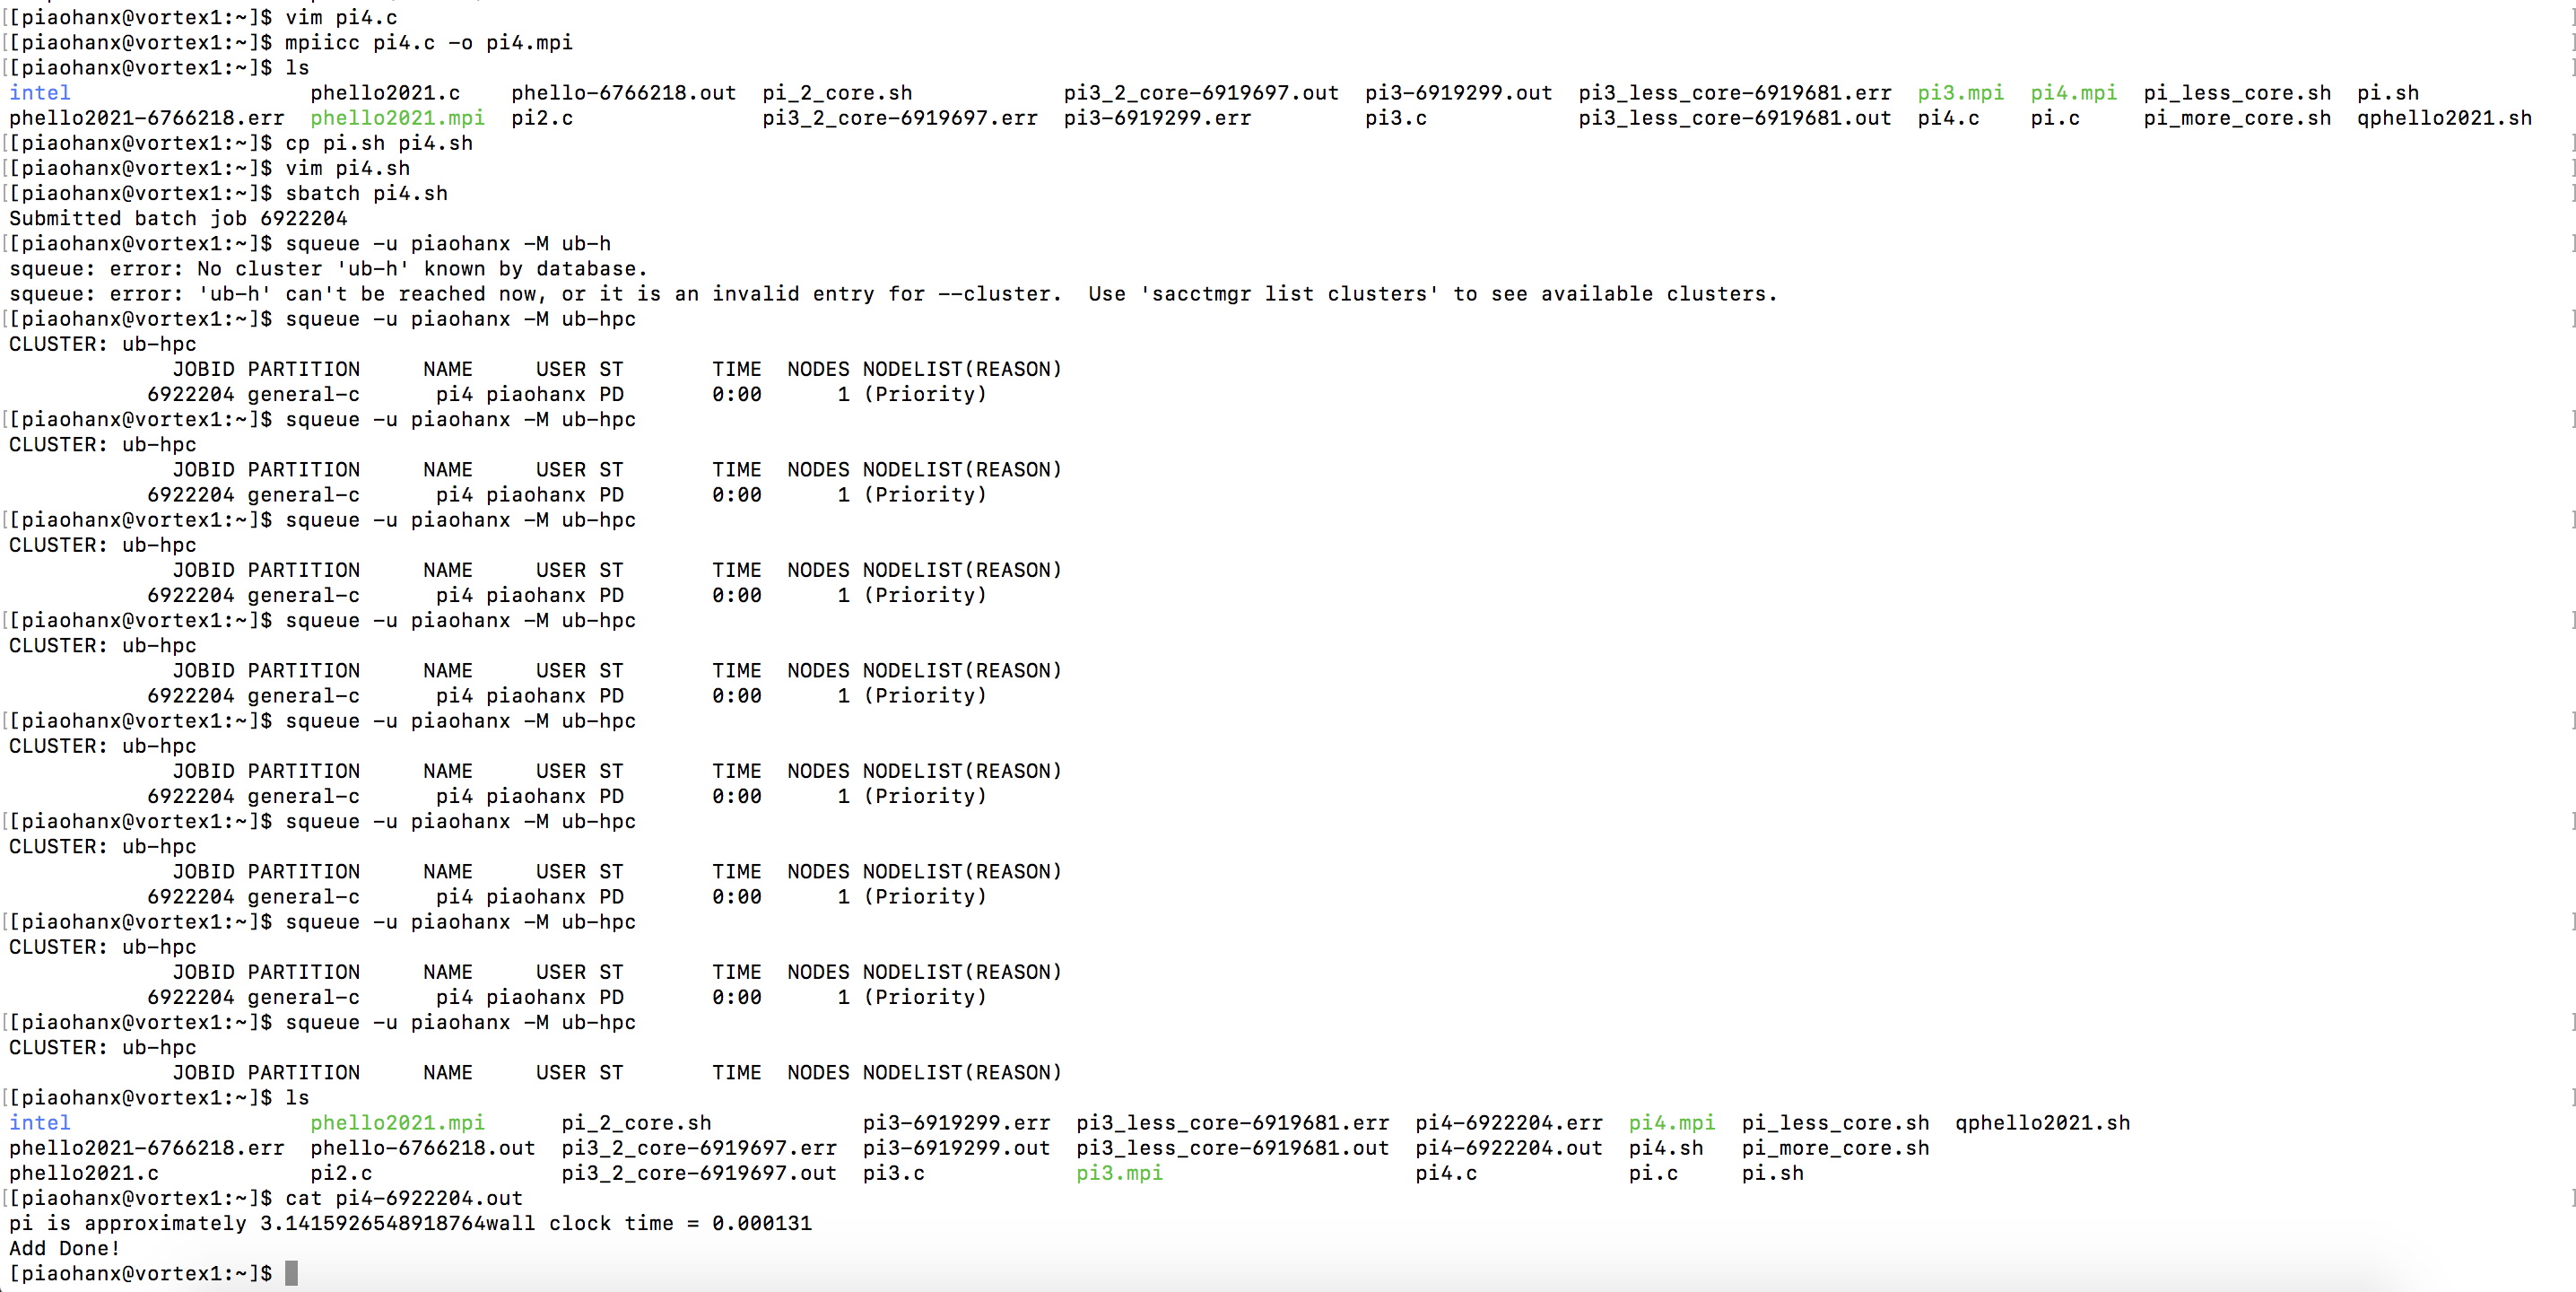 [[piaohanx@vortex1:~]$ vim pi4.c ]
[[piaohanx@vortex1:~]$ mpiicc pi4.c -o pi4.mpi ]
[[piaohanx@vortex1:~]$ ls ]
intel phello2021.c phello-6766218.out pi_2_core.sh pi3_2_core-6919697.out pi3-6919299.out pi3_less_core-6919681.err pi3.mpi pi4.mpi pi_less_core.sh pi.sh
phello2021-6766218.err phello2021.mpi pi2.c pi3_2_core-6919697.err pi3-6919299.err pi3.c pi3_less_core-6919681.out pi4.c pi.c pi_more_core.sh qphello2021.sh
[[piaohanx@vortex1:~]$ cp pi.sh pi4.sh ]
[[piaohanx@vortex1:~]$ vim pi4.sh ]
[[piaohanx@vortex1:~]$ sbatch pi4.sh ]
Submitted batch job 6922204
[[piaohanx@vortex1:~]$ squeue -u piaohanx -M ub-h ]
squeue: error: No cluster 'ub-h' known by database.
squeue: error: 'ub-h' can't be reached now, or it is an invalid entry for --cluster. Use 'sacctmgr list clusters' to see available clusters.
[[piaohanx@vortex1:~]$ squeue -u piaohanx -M ub-hpc ]
CLUSTER: ub-hpc
JOBID PARTITION NAME USER ST TIME NODES NODELIST(REASON)
6922204 general-c pi4 piaohanx PD 0:00 1 (Priority)
[[piaohanx@vortex1:~]$ squeue -u piaohanx -M ub-hpc ]
CLUSTER: ub-hpc
JOBID PARTITION NAME USER ST TIME NODES NODELIST(REASON)
6922204 general-c pi4 piaohanx PD 0:00 1 (Priority)
[[piaohanx@vortex1:~]$ squeue -u piaohanx -M ub-hpc ]
CLUSTER: ub-hpc
JOBID PARTITION NAME USER ST TIME NODES NODELIST(REASON)
6922204 general-c pi4 piaohanx PD 0:00 1 (Priority)
[[piaohanx@vortex1:~]$ squeue -u piaohanx -M ub-hpc ]
CLUSTER: ub-hpc
JOBID PARTITION NAME USER ST TIME NODES NODELIST(REASON)
6922204 general-c pi4 piaohanx PD 0:00 1 (Priority)
[[piaohanx@vortex1:~]$ squeue -u piaohanx -M ub-hpc ]
CLUSTER: ub-hpc
JOBID PARTITION NAME USER ST TIME NODES NODELIST(REASON)
6922204 general-c pi4 piaohanx PD 0:00 1 (Priority)
[[piaohanx@vortex1:~]$ squeue -u piaohanx -M ub-hpc ]
CLUSTER: ub-hpc
JOBID PARTITION NAME USER ST TIME NODES NODELIST(REASON)
6922204 general-c pi4 piaohanx PD 0:00 1 (Priority)
[[piaohanx@vortex1:~]$ squeue -u piaohanx -M ub-hpc ]
CLUSTER: ub-hpc
JOBID PARTITION NAME USER ST TIME NODES NODELIST(REASON)
6922204 general-c pi4 piaohanx PD 0:00 1 (Priority)
[[piaohanx@vortex1:~]$ squeue -u piaohanx -M ub-hpc ]
CLUSTER: ub-hpc
JOBID PARTITION NAME USER ST TIME NODES NODELIST(REASON)
[[piaohanx@vortex1:~]$ ls ]
intel phello2021.mpi pi_2_core.sh pi3-6919299.err pi3_less_core-6919681.err pi4-6922204.err pi4.mpi pi_less_core.sh qphello2021.sh
phello2021-6766218.err phello-6766218.out pi3_2_core-6919697.err pi3-6919299.out pi3_less_core-6919681.out pi4-6922204.out pi4.sh pi_more_core.sh
phello2021.c pi2.c pi3_2_core-6919697.out pi3.c pi3.mpi pi4.c pi.c pi.sh
[[piaohanx@vortex1:~]$ cat pi4-6922204.out ]
pi is approximately 3.1415926548918764wall clock time = 0.000131
Add Done!
[piaohanx@vortex1:~]$